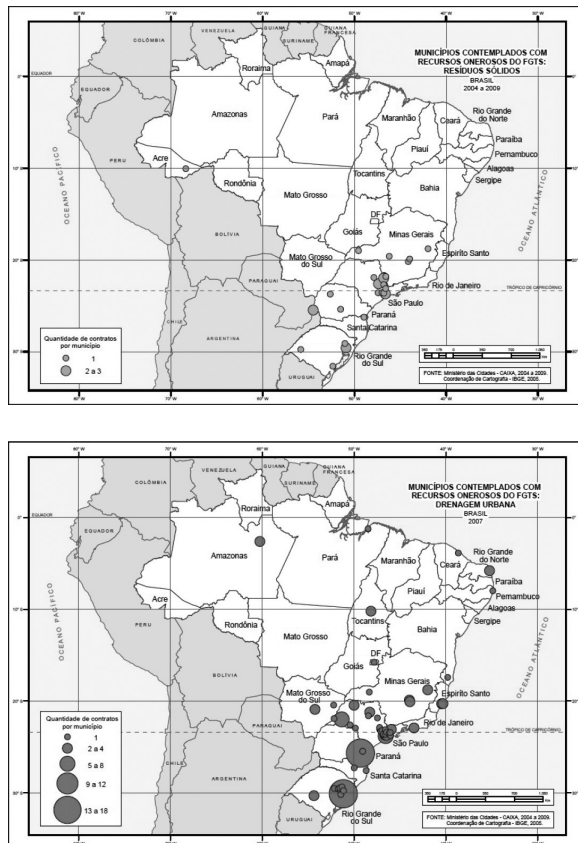 COLÔMBIA
VENEZUELA
GUIANA
SURINAME
GUIANA
FRANCESA
Roraima
Amapá
MUNICÍPIOS CONTEMPLADOS COM
RECURSOS ONEROSOS DO FGTS:
RESÍDUOS SÓLIDOS
BRASIL
2004 a 2009
EQUADOR
EQUADOR
Amazonas
Pará
Maranhão
Ceará
Rio Grande
do Norte
Paraíba
Piauí
Pernambuco
Acre
Alagoas
Sergipe
PERU
Rondônia
Tocantins
Bahia
Mato Grosso
OCEANO PACÍFICO
OCEANO ATLÂNTICO
DF
Goiás
BOLÍVIA
Minas Gerais
Mato Grosso
do Sul
Espírito Santo
PARAGUAI
Rio de Janeiro
TRÓPICO DE CAPRICÓRNIO
São Paulo
CHILE
Paraná
Santa Catarina
Quantidade de contratos
por município
1
2 a 3
ARGENTINA
Rio Grande
do Sul
URUGUAI
FONTE: Ministério das Cidades - CAIXA, 2004 a 2009.
Coordenação de Cartografia - IBGE, 2005.
COLÔMBIA
VENEZUELA
GUIANA
SURINAME
GUIANA
FRANCESA
Roraima
Amapá
MUNICÍPIOS CONTEMPLADOS COM
RECURSOS ONEROSOS DO FGTS:
DRENAGEM URBANA
BRASIL
2007
EQUADOR
EQUADOR
Amazonas
Pará
Maranhão
Ceará
Rio Grande
do Norte
Paraíba
Piauí
Pernambuco
Acre
Alagoas
Sergipe
PERU
Rondônia
Tocantins
Bahia
Mato Grosso
OCEANO PACÍFICO
OCEANO ATLÂNTICO
DF
Goiás
BOLÍVIA
Minas Gerais
Mato Grosso
do Sul
Espírito Santo
PARAGUAI
Rio de Janeiro
TRÓPICO DE CAPRICÓRNIO
São Paulo
Quantidade de contratos
por município
1
2 a 4
5 a 8
9 a 12
13 a 18
CHILE
Paraná
Santa Catarina
ARGENTINA
Rio Grande
do Sul
URUGUAI
FONTE: Ministério das Cidades - CAIXA, 2004 a 2009.
Coordenação de Cartografia - IBGE, 2005.